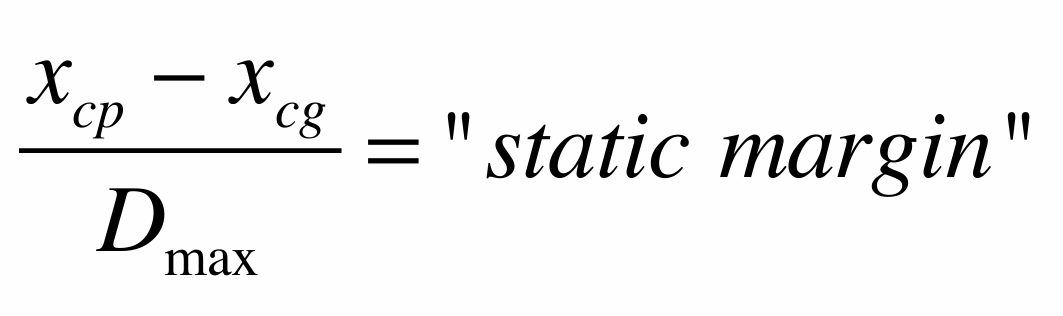 x_cp − x_cg
D_max = "static margin"